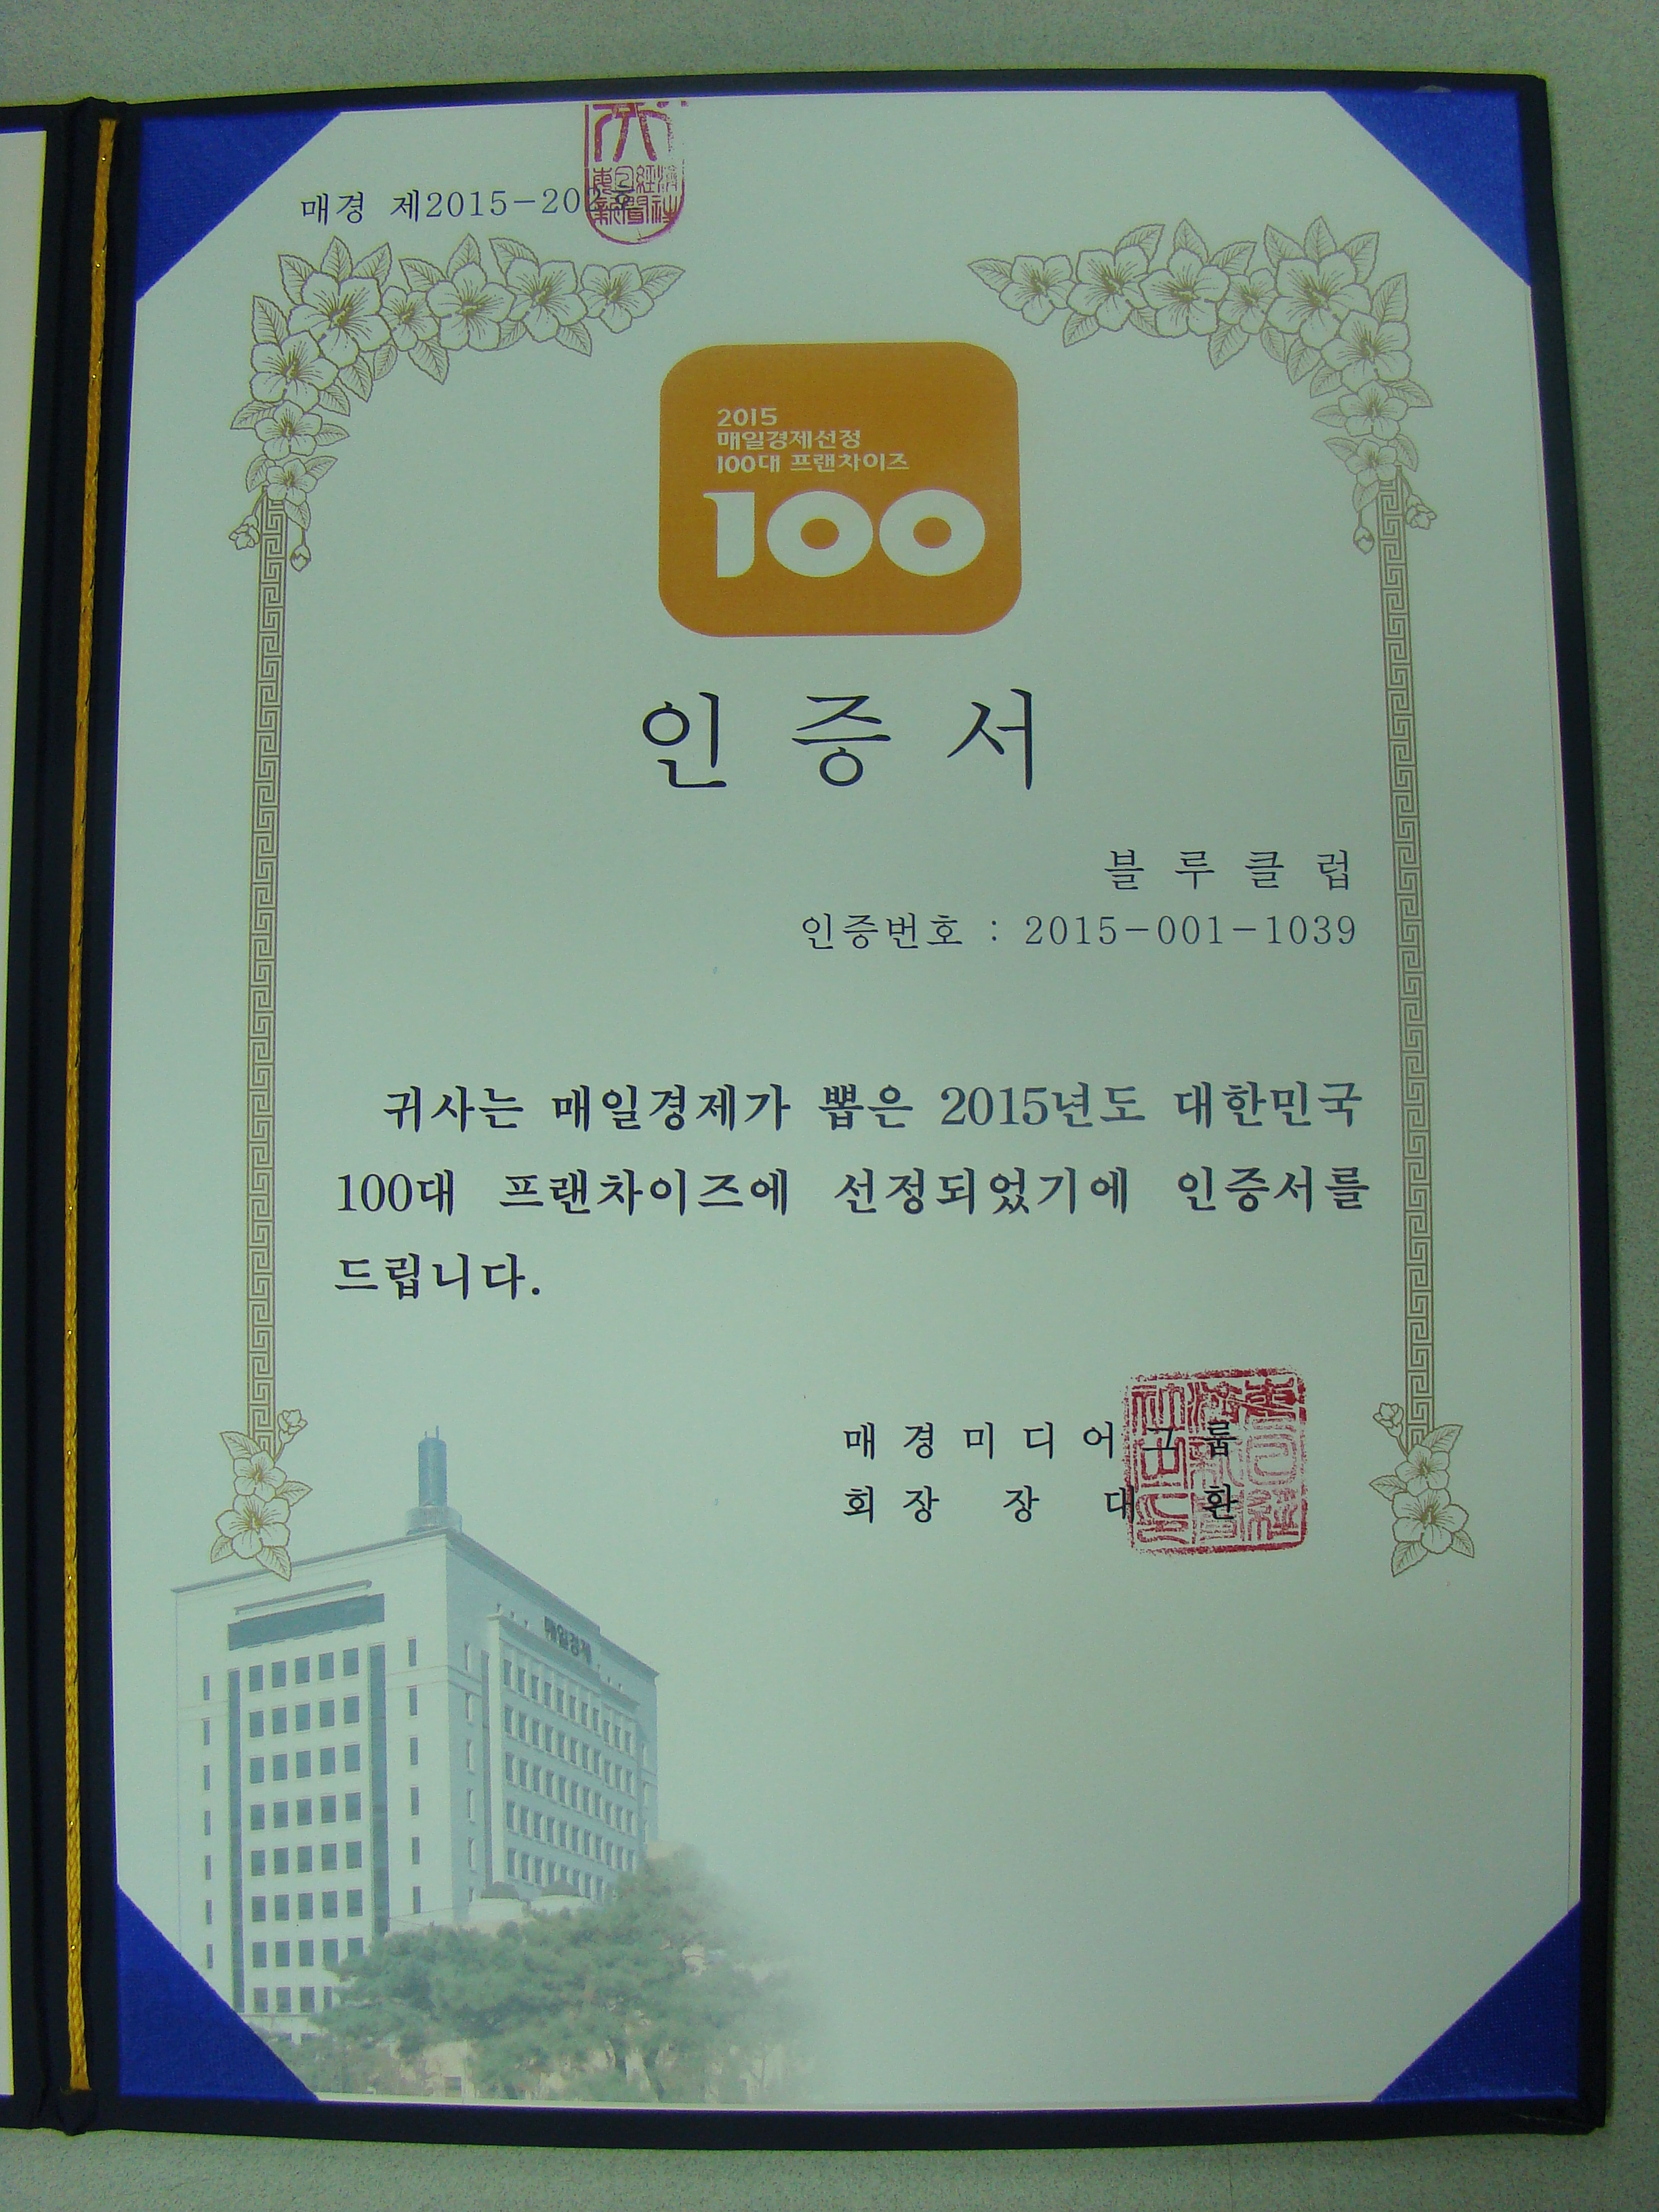 매경 제2015-202호
2015
매일경제선정
100대 프랜차이즈
100
인 증 서
블 루 클 럽
인증번호 : 2015-001-1039
귀사는 매일경제가 뽑은 2015년도 대한민국
100대 프랜차이즈에 선정되었기에 인증서를
드립니다.
매 경 미 디 어 그 룹
회 장 장 대 환
매일경제